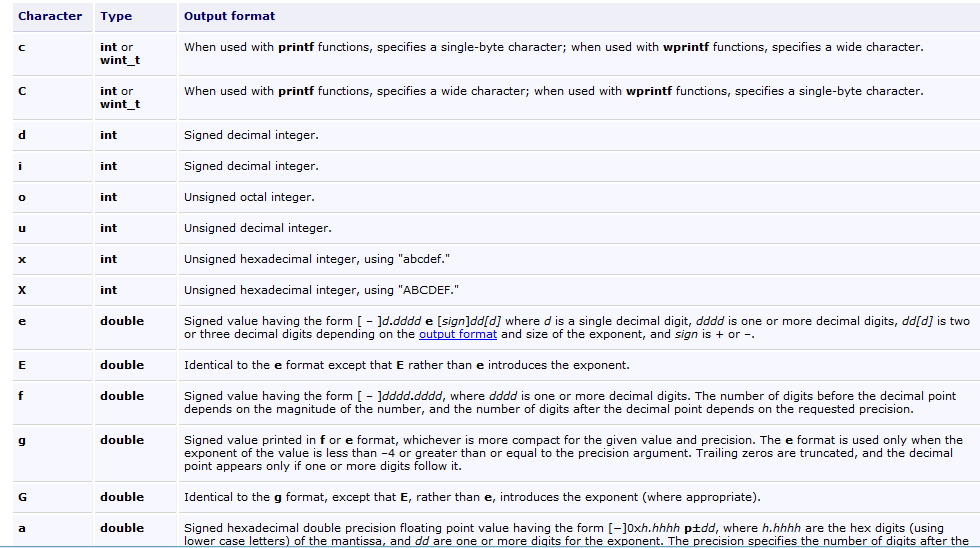 Character Type Output format
c int or When used with printf functions, specifies a single-byte character; when used with wprintf functions, specifies a wide character.
wint_t
C int or When used with printf functions, specifies a wide character; when used with wprintf functions, specifies a single-byte character.
wint_t
d int Signed decimal integer.
i int Signed decimal integer.
o int Unsigned octal integer.
u int Unsigned decimal integer.
x int Unsigned hexadecimal integer, using "abcdef."
X int Unsigned hexadecimal integer, using "ABCDEF."
e double Signed value having the form [ – ]d.dddd e [sign]dd[d] where d is a single decimal digit, dddd is one or more decimal digits, dd[d] is two
or three decimal digits depending on the output format and size of the exponent, and sign is + or –.
E double Identical to the e format except that E rather than e introduces the exponent.
f double Signed value having the form [ – ]dddd.dddd, where dddd is one or more decimal digits. The number of digits before the decimal point
depends on the magnitude of the number, and the number of digits after the decimal point depends on the requested precision.
g double Signed value printed in f or e format, whichever is more compact for the given value and precision. The e format is used only when the
exponent of the value is less than –4 or greater than or equal to the precision argument. Trailing zeros are truncated, and the decimal
point appears only if one or more digits follow it.
G double Identical to the g format, except that E, rather than e, introduces the exponent (where appropriate).
a double Signed hexadecimal double precision floating point value having the form [−]0xh.hhhh p±dd, where h.hhhh are the hex digits (using
lower case letters) of the mantissa, and dd are one or more digits for the exponent. The precision specifies the number of digits after the